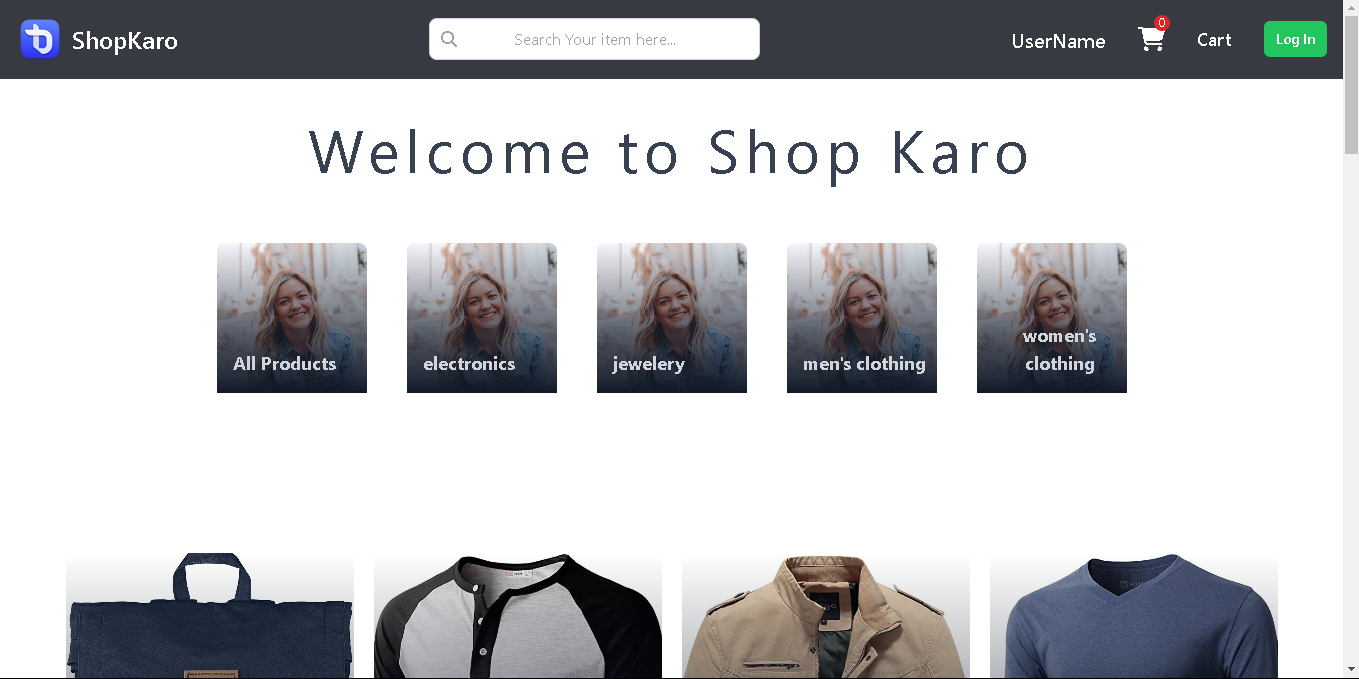 ShopKaro
Search Your item here...
UserName
0
Cart
Log In
Welcome to Shop Karo
All Products
electronics
jewelery
men's clothing
women's
clothing